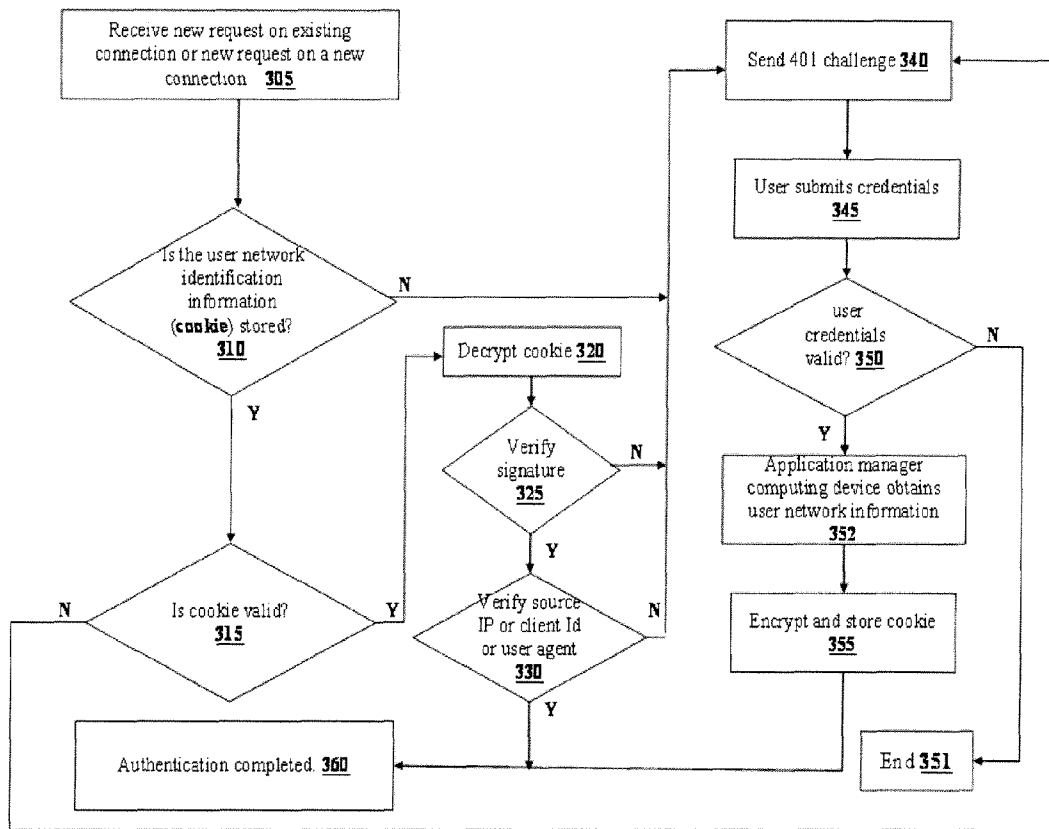 Receive new request on existing
connection or new request on a new
connection 305
Send 401 challenge 340
User submits credentials
345
Is the user network
identification
information
(cookie) stored?
310
N
Y
Decrypt cookie 320
user
credentials
valid? 350
N
Y
Verify
signature
325
N
Y
Application manager
computing device obtains
user network information
352
Is cookie valid?
315
N
Y
Verify source
IP or client Id
or user agent
330
N
Y
Encrypt and store cookie
355
Authentication completed. 360
End 351